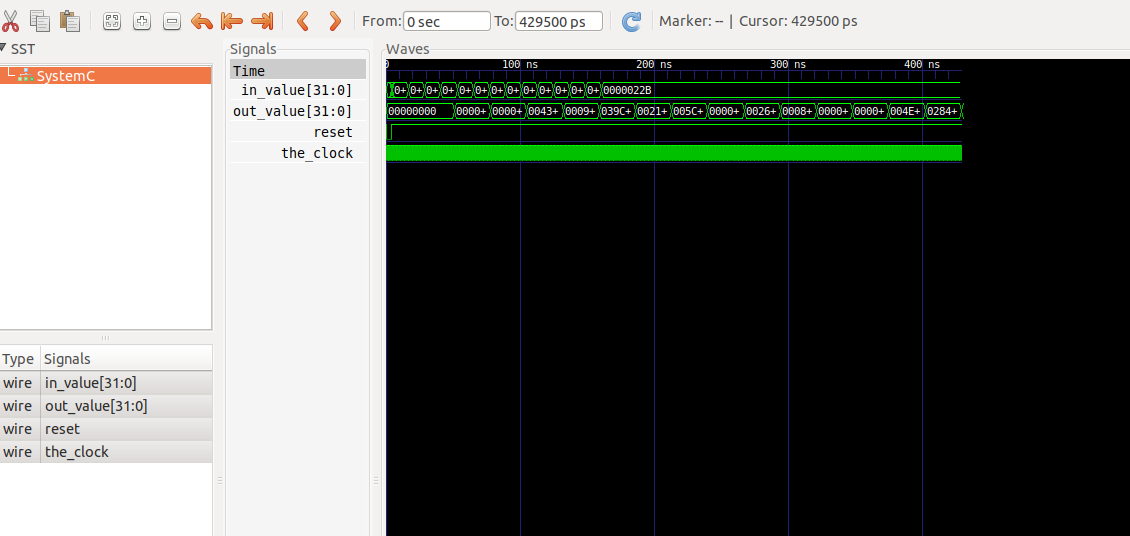 From: 0 sec To: 429500 ps Marker: -- | Cursor: 429500 ps
SST
SystemC
Type Signals
wire in_value[31:0]
wire out_value[31:0]
wire reset
wire the_clock
Signals
Time
in_value[31:0]
out_value[31:0]
reset
the_clock
Waves
0 100 ns 200 ns 300 ns 400 ns
0+ 0+ 0+ 0+ 0+ 0+ 0+ 0+ 0+ 0+ 0+ 0+ 0+ 0000022B
00000000 0000+ 0000+ 0043+ 0009+ 039C+ 0021+ 005C+ 0000+ 0026+ 0008+ 0000+ 0000+ 004E+ 0284+